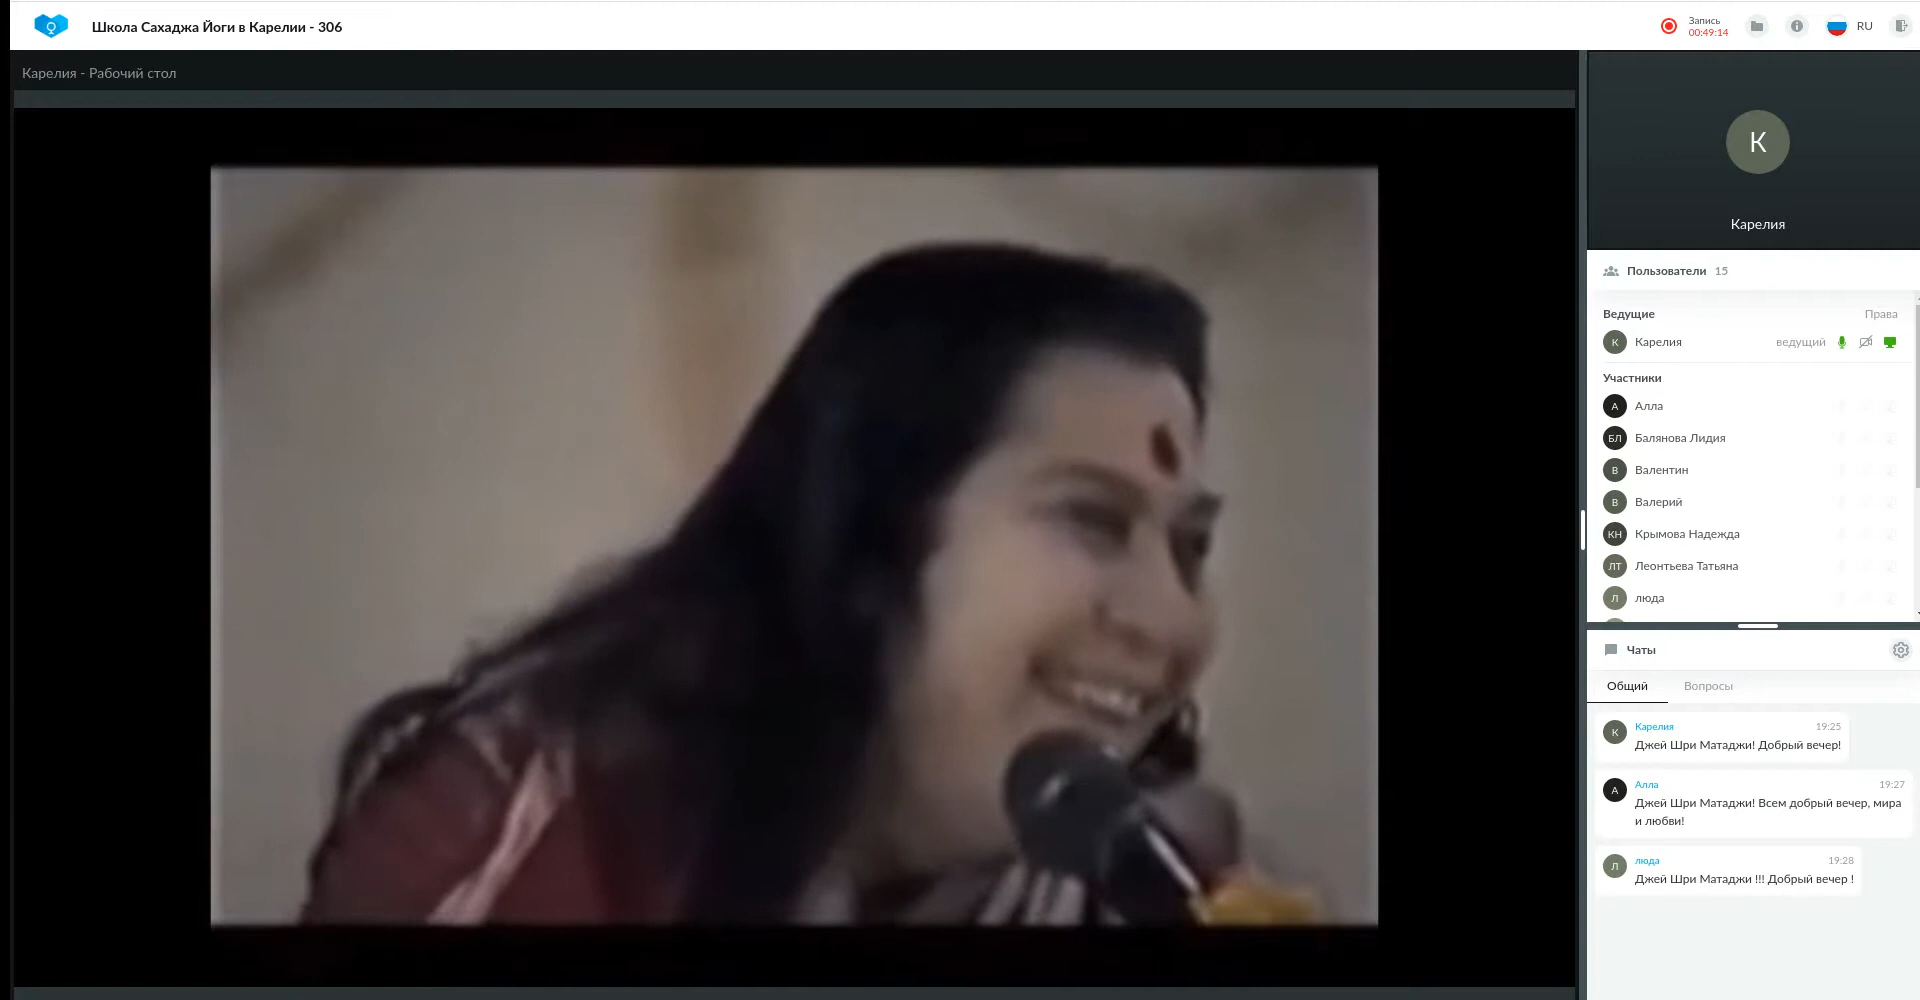 Школа Сахаджа Йоги в Карелии - 306
Запись
00:49:14
RU
Карелия - Рабочий стол
К
Карелия
Пользователи 15
Ведущие Права
К Карелия ведущий
Участники
А Алла
БЛ Балянова Лидия
В Валентин
В Валерий
КН Крымова Надежда
ЛТ Леонтьева Татьяна
Л люда
Чаты
Общий Вопросы
К Карелия 19:25
Джей Шри Матаджи! Добрый вечер!
А Алла 19:27
Джей Шри Матаджи! Всем добрый вечер, мира
и любви!
Л люда 19:28
Джей Шри Матаджи !!! Добрый вечер !